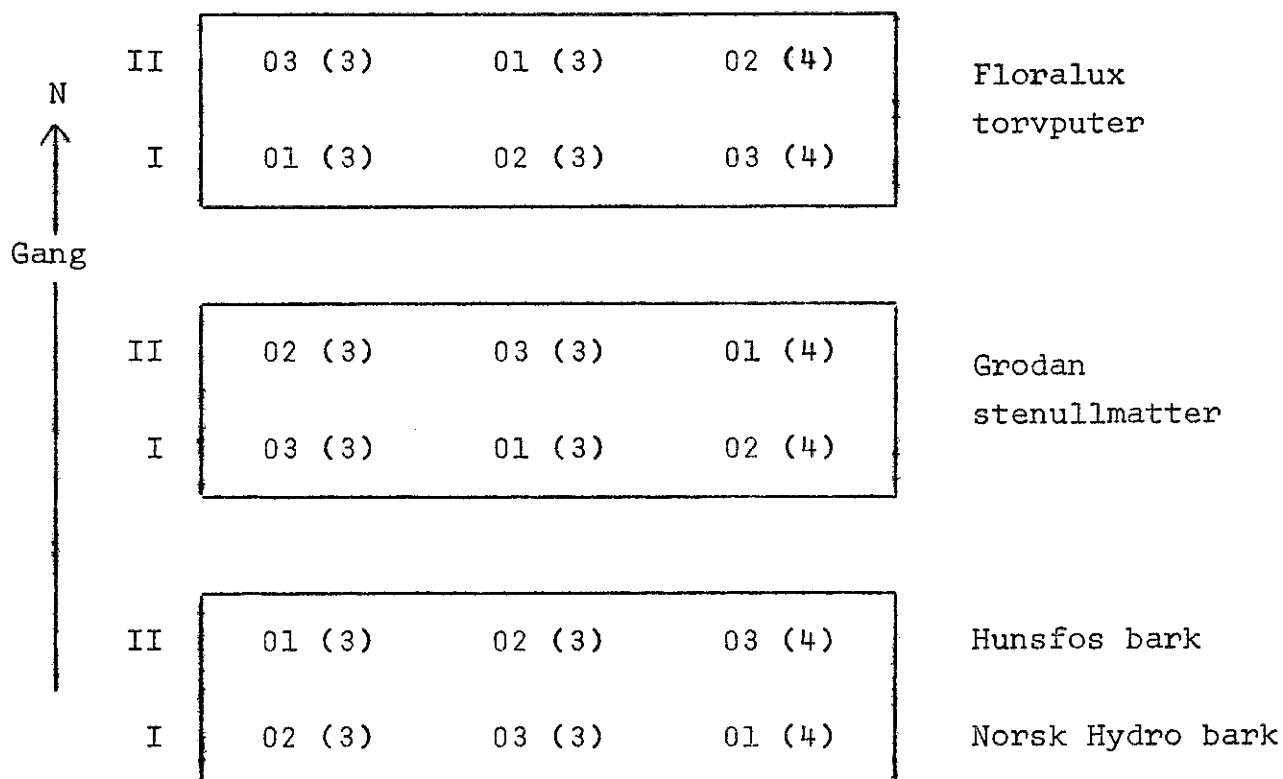 II 03 (3) 01 (3) 02 (4) Floralux
N
torvputer
I 01 (3) 02 (3) 03 (4)
Gang
II 02 (3) 03 (3) 01 (4) Grodan
stenullmatter
I 03 (3) 01 (3) 02 (4)
II 01 (3) 02 (3) 03 (4) Hunsfos bark
I 02 (3) 03 (3) 01 (4) Norsk Hydro bark